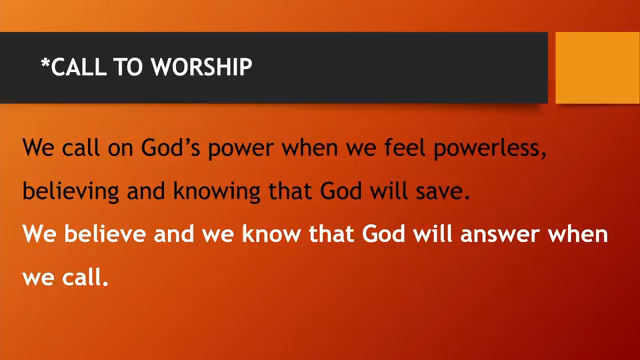 *CALL TO WORSHIP
We call on God’s power when we feel powerless,
believing and knowing that God will save.
We believe and we know that God will answer when
we call.